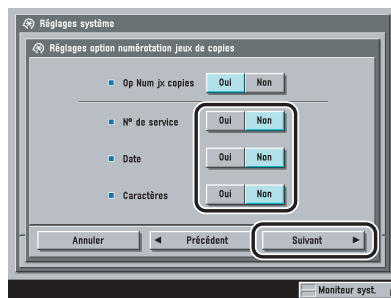 Réglages système
Réglages option numérotation jeux de copies
Op Num jx copies Oui Non
Nº de service Oui Non
Date Oui Non
Caractères Oui Non
Annuler ◄ Précédent Suivant ►
Moniteur syst.